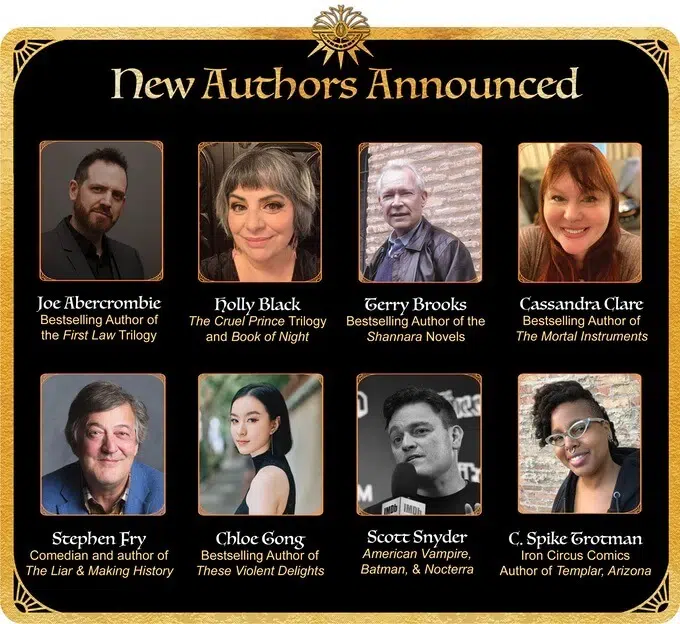 New Authors Announced
Joe Abercrombie
Bestselling Author of
the First Law Trilogy
Holly Black
The Cruel Prince Trilogy
and Book of Night
Terry Brooks
Bestselling Author of the
Shannara Novels
Cassandra Clare
Bestselling Author of
The Mortal Instruments
IMDb
IMDb
Stephen Fry
Comedian and author of
The Liar & Making History
Chloe Gong
Bestselling Author of
These Violent Delights
Scott Snyder
American Vampire,
Batman, & Nocterra
C. Spike Trotman
Iron Circus Comics
Author of Templar, Arizona